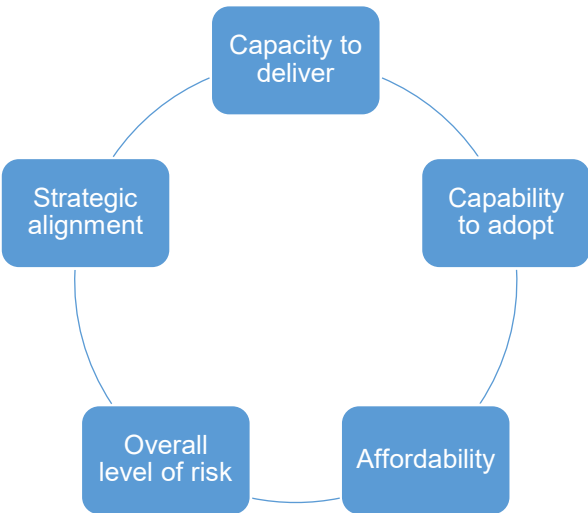 Capacity to
deliver
Capability
to adopt
Affordability
Overall
level of risk
Strategic
alignment